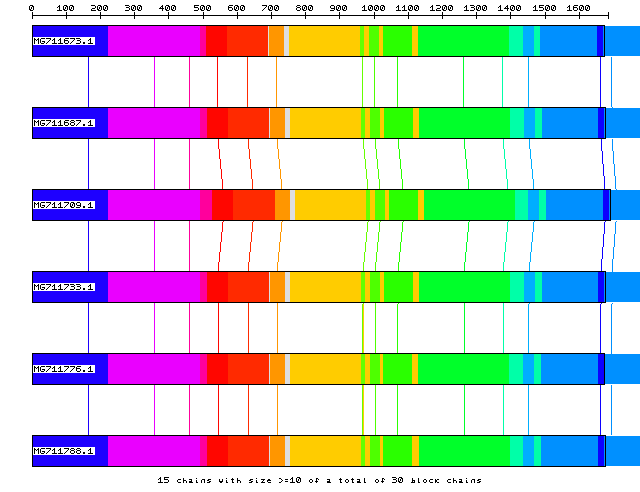 0 100 200 300 400 500 600 700 800 900 1000 1100 1200 1300 1400 1500 1600
MG711673.1
MG711687.1
MG711709.1
MG711733.1
MG711776.1
MG711788.1
15 chains with size >=10 of a total of 30 block chains